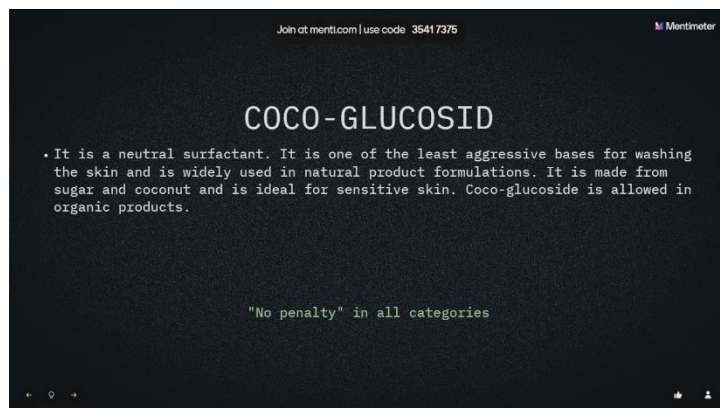 Join at menti.com | use code 3541 7375
Mentimeter
COCO-GLUCOSID
• It is a neutral surfactant. It is one of the least aggressive bases for washing
the skin and is widely used in natural product formulations. It is made from
sugar and coconut and is ideal for sensitive skin. Coco-glucoside is allowed in
organic products.
"No penalty" in all categories